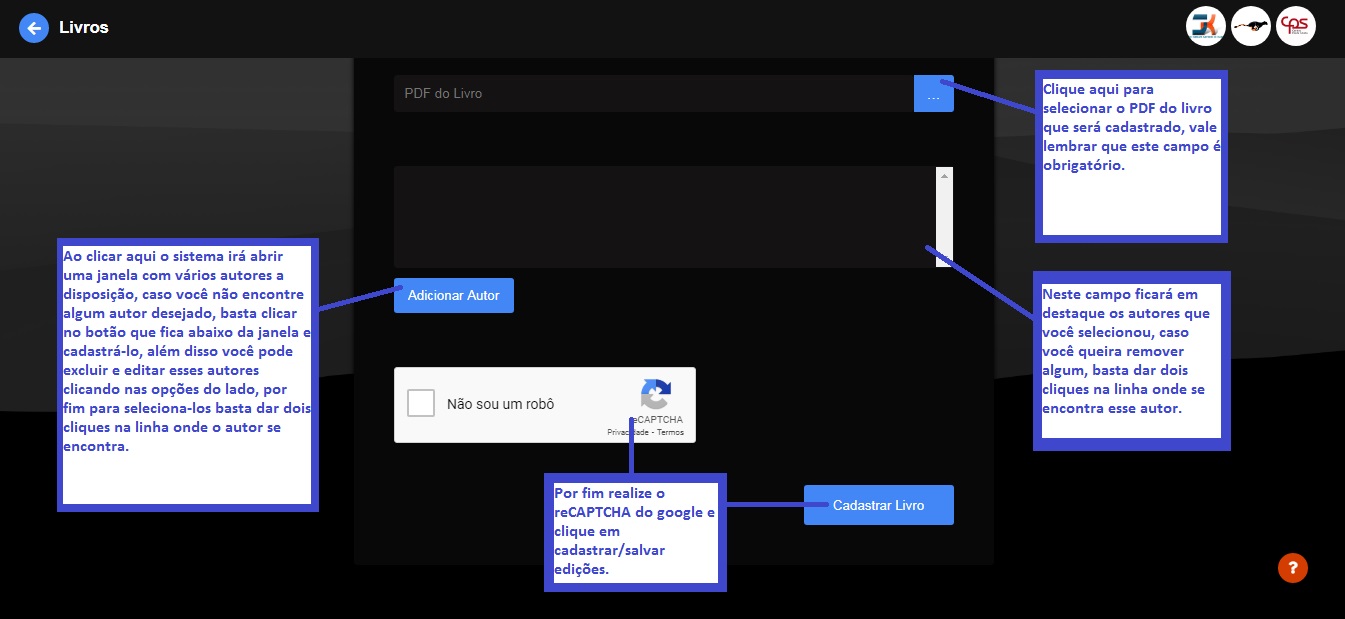 Livros
cps
PDF do Livro
...
Clique aqui para
selecionar o PDF do livro
que será cadastrado, vale
lembrar que este campo é
obrigatório.
Ao clicar aqui o sistema irá abrir
uma janela com vários autores a
disposição, caso você não encontre
algum autor desejado, basta clicar
no botão que fica abaixo da janela e
cadastrá-lo, além disso você pode
excluir e editar esses autores
clicando nas opções do lado, por
fim para seleciona-los basta dar dois
cliques na linha onde o autor se
encontra.
Adicionar Autor
Neste campo ficará em
destaque os autores que
você selecionou, caso
você queira remover
algum, basta dar dois
cliques na linha onde se
encontra esse autor.
Não sou um robô
reCAPTCHA
Privacidade - Termos
Por fim realize o
reCAPTCHA do google e
clique em
cadastrar/salvar
edições.
Cadastrar Livro
?